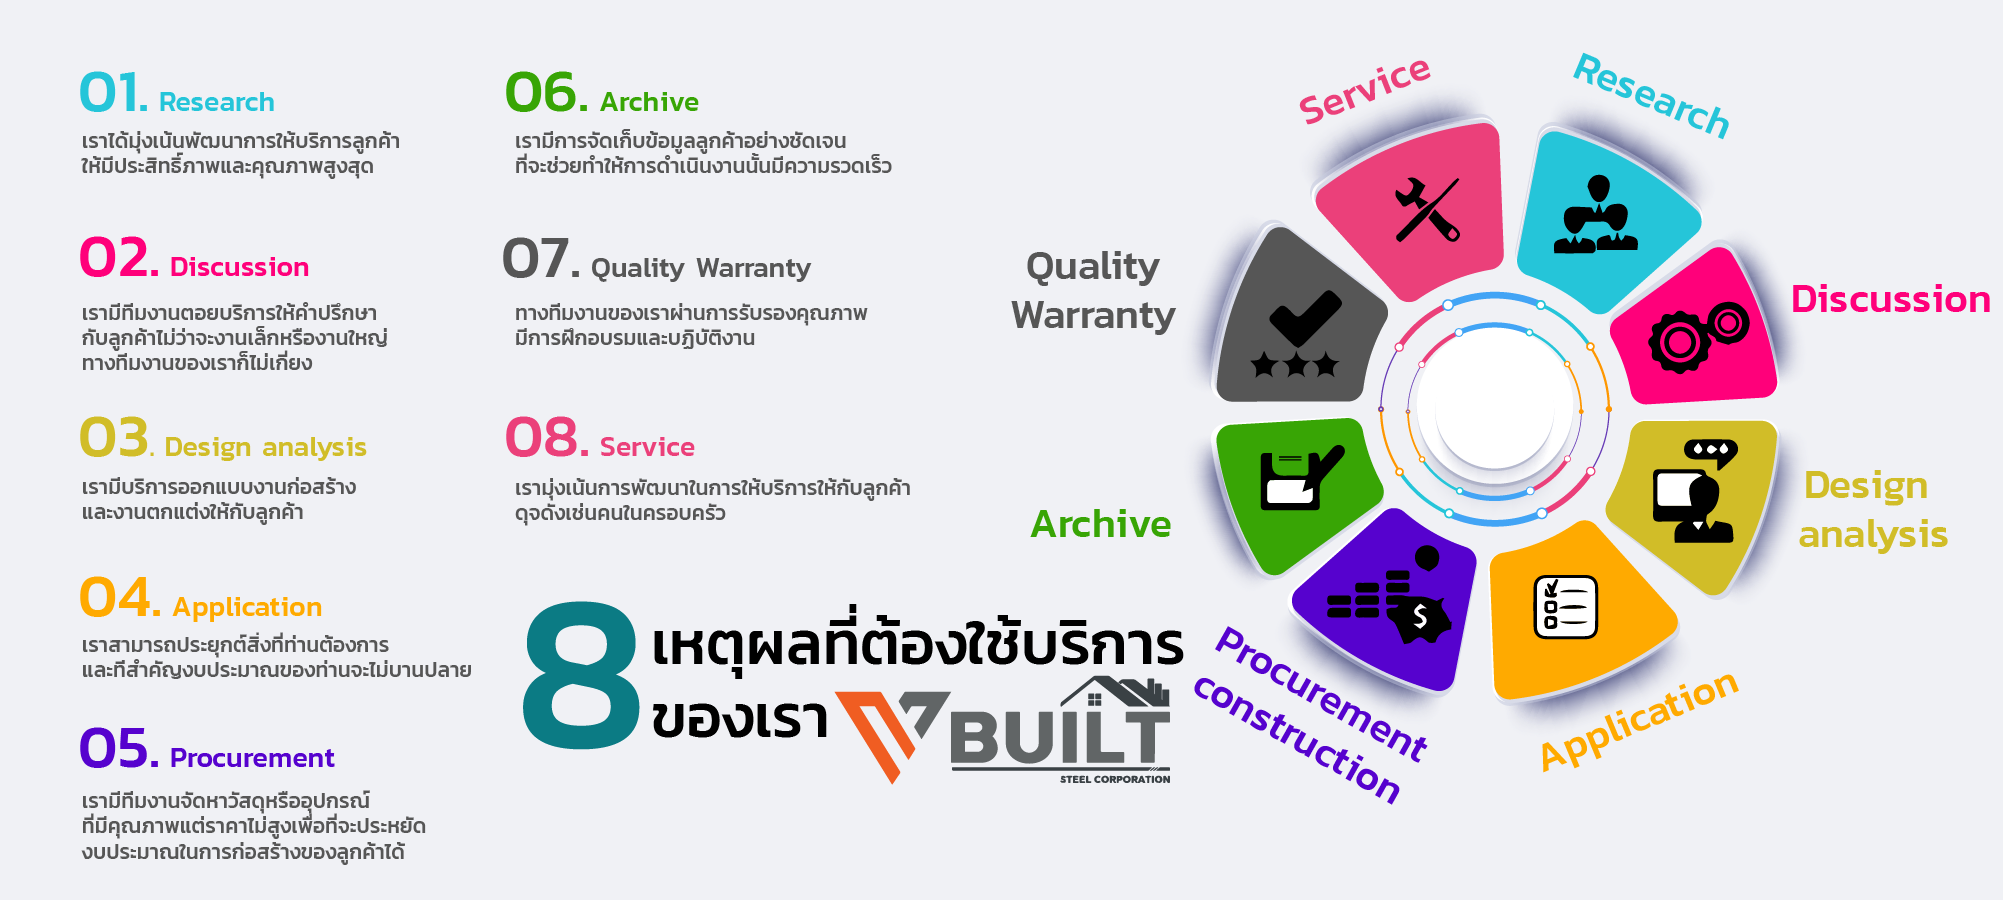 01. Research
เราได้มุ่งเน้นพัฒนาการให้บริการลูกค้า
ให้มีประสิทธิ์ภาพและคุณภาพสูงสุด
02. Discussion
เรามีทีมงานตอยบริการให้คำปรึกษา
กับลูกค้าไม่ว่าจะงานเล็กหรืองานใหญ่
ทางทีมงานของเราก็ไม่เกี่ยง
03. Design analysis
เรามีบริการออกแบบงานก่อสร้าง
และงานตกแต่งให้กับลูกค้า
04. Application
เราสามารถประยุกต์สิ่งที่ท่านต้องการ
และทีสำคัญงบประมาณของท่านจะไม่บานปลาย
05. Procurement
เรามีทีมงานจัดหาวัสดุหรืออุปกรณ์
ที่มีคุณภาพแต่ราคาไม่สูงเพื่อที่จะประหยัด
งบประมาณในการก่อสร้างของลูกค้าได้
06. Archive
เรามีการจัดเก็บข้อมูลลูกค้าอย่างชัดเจน
ที่จะช่วยทำให้การดำเนินงานนั้นมีความรวดเร็ว
07. Quality Warranty
ทางทีมงานของเราผ่านการรับรองคุณภาพ
มีการฝึกอบรมและปฏิบัติงาน
08. Service
เรามุ่งเน้นการพัฒนาในการให้บริการให้กับลูกค้า
ดุจดั่งเช่นคนในครอบครัว
8 เหตุผลที่ต้องใช้บริการ
ของเรา V BUILT
STEEL CORPORATION
Service
Research
Quality
Warranty
Discussion
Archive
Design
analysis
Procurement
construction
Application
$